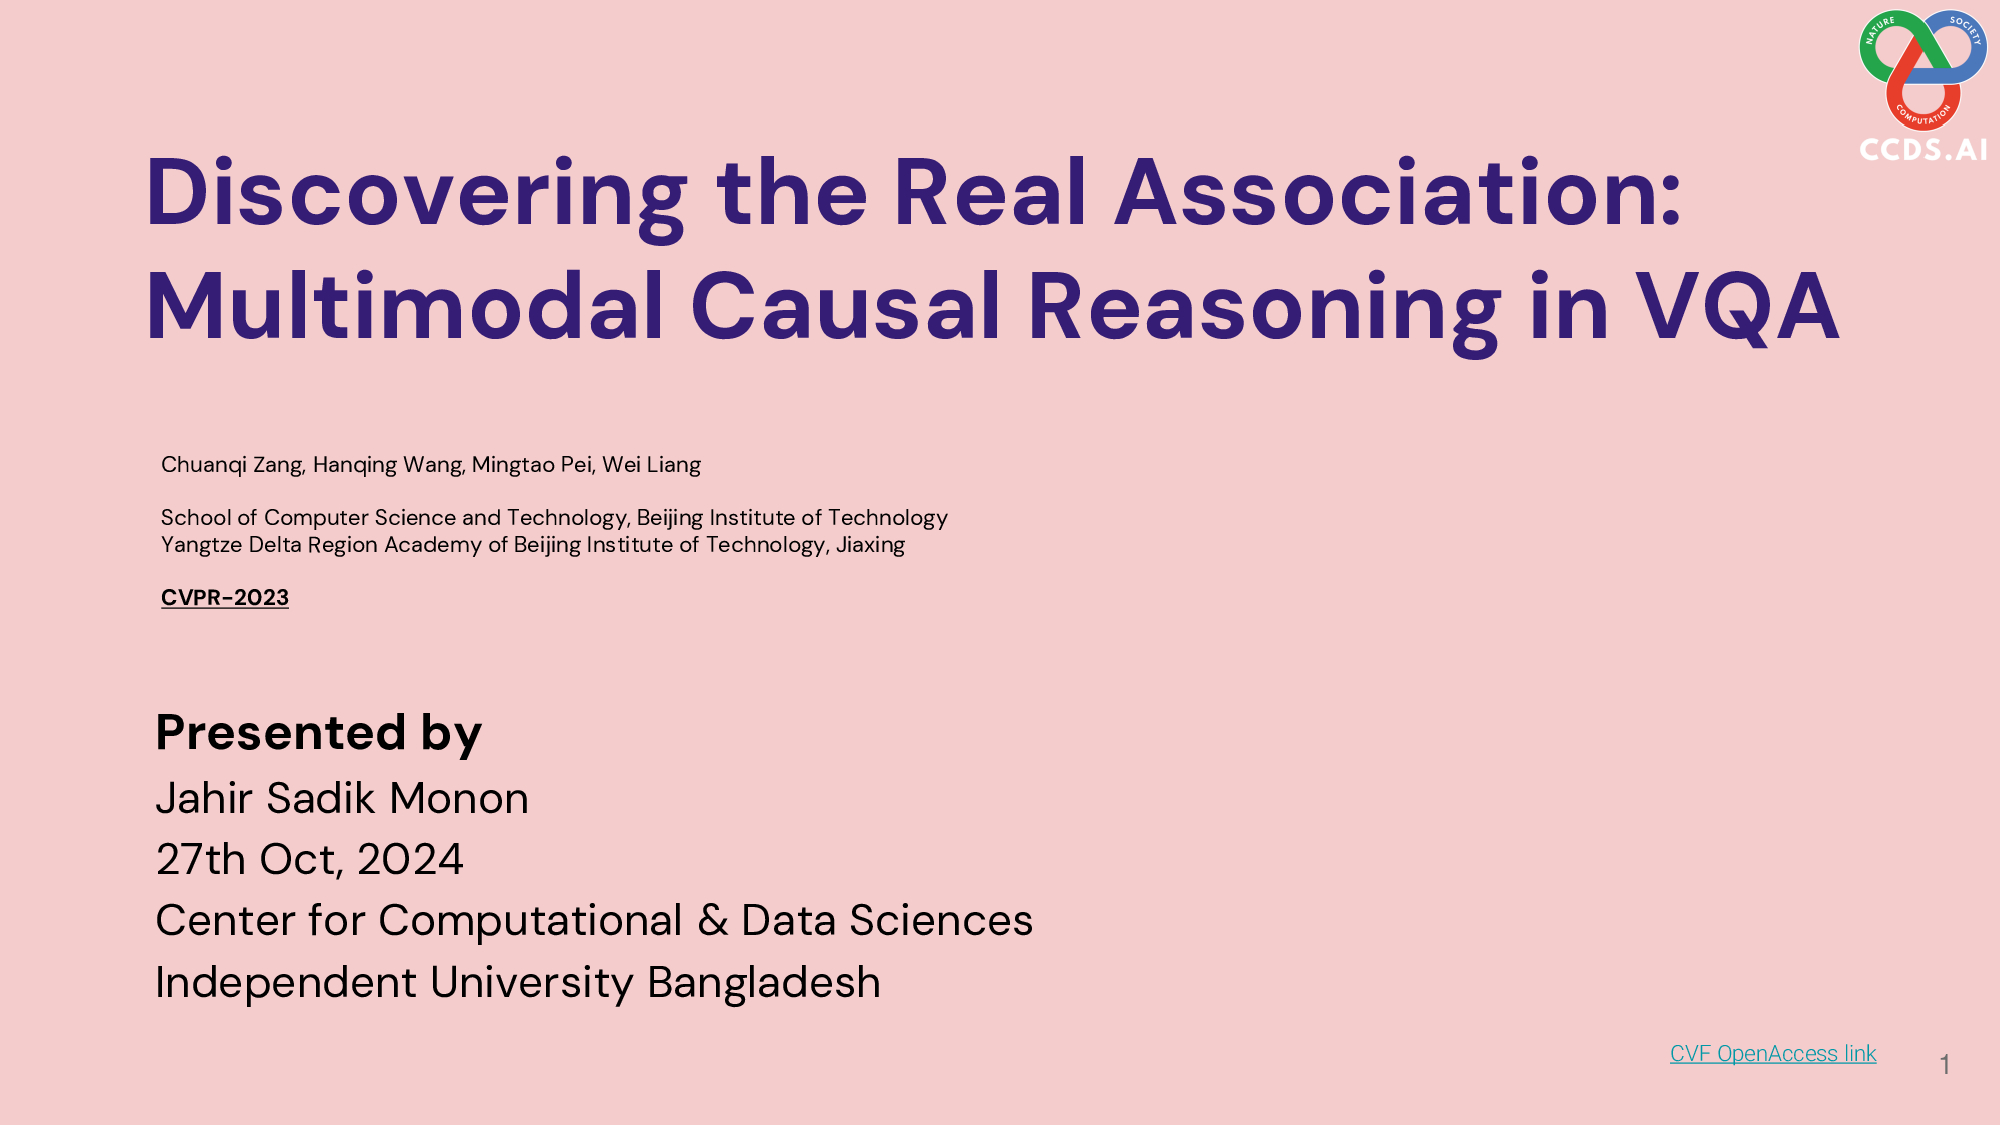 NATURE
SOCIETY
COMPUTATION
CCDS.AI
Discovering the Real Association:
Multimodal Causal Reasoning in VQA
Chuanqi Zang, Hanqing Wang, Mingtao Pei, Wei Liang
School of Computer Science and Technology, Beijing Institute of Technology
Yangtze Delta Region Academy of Beijing Institute of Technology, Jiaxing
CVPR-2023
Presented by
Jahir Sadik Monon
27th Oct, 2024
Center for Computational & Data Sciences
Independent University Bangladesh
CVF OpenAccess link
1